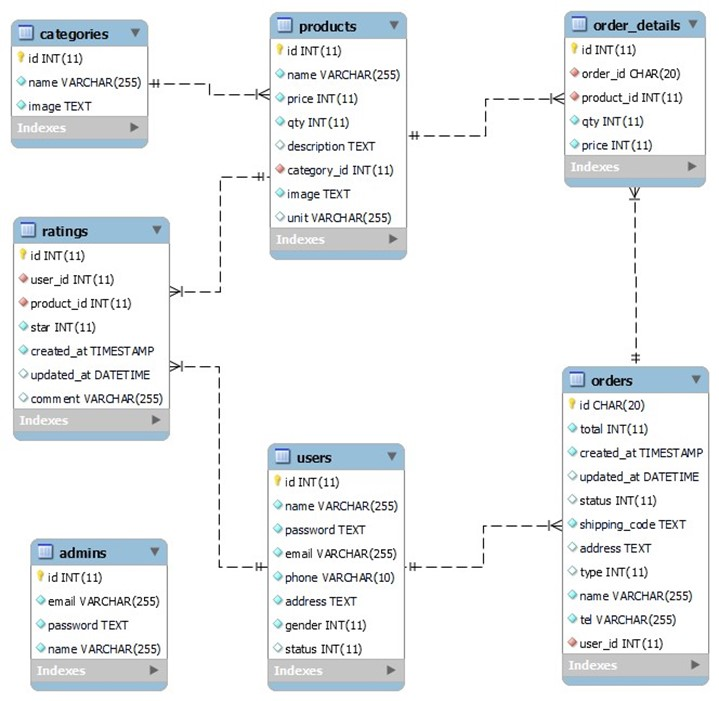 categories
id INT(11)
name VARCHAR(255)
image TEXT
Indexes
products
id INT(11)
name VARCHAR(255)
price INT(11)
qty INT(11)
description TEXT
category_id INT(11)
image TEXT
unit VARCHAR(255)
Indexes
order_details
id INT(11)
order_id CHAR(20)
product_id INT(11)
qty INT(11)
price INT(11)
Indexes
ratings
id INT(11)
user_id INT(11)
product_id INT(11)
star INT(11)
created_at TIMESTAMP
updated_at DATETIME
comment VARCHAR(255)
Indexes
users
id INT(11)
name VARCHAR(255)
password TEXT
email VARCHAR(255)
phone VARCHAR(10)
address TEXT
gender INT(11)
status INT(11)
Indexes
orders
id CHAR(20)
total INT(11)
created_at TIMESTAMP
updated_at DATETIME
status INT(11)
shipping_code TEXT
address TEXT
type INT(11)
name VARCHAR(255)
tel VARCHAR(255)
user_id INT(11)
Indexes
admins
id INT(11)
email VARCHAR(255)
password TEXT
name VARCHAR(255)
Indexes